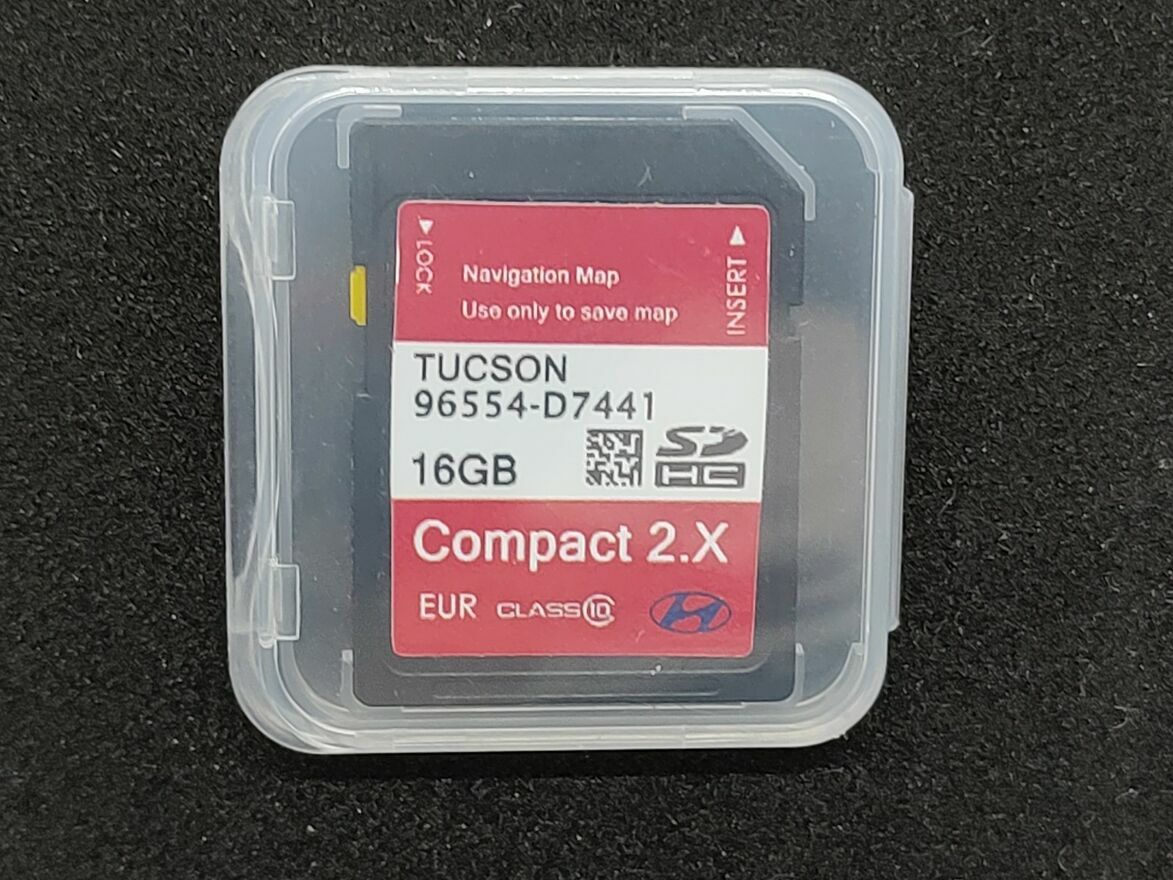 LOCK
INSERT
Navigation Map
Use only to save map
TUCSON
96554-D7441
16GB
SD
HC
Compact 2.X
EUR CLASS 10